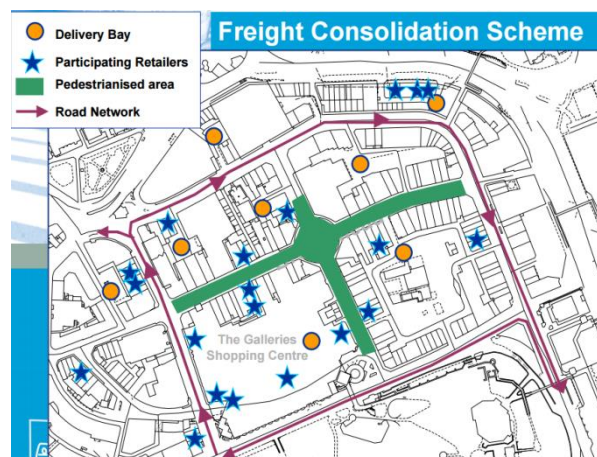 Freight Consolidation Scheme
Delivery Bay
Participating Retailers
Pedestrianised area
Road Network
The Galleries
Shopping Centre